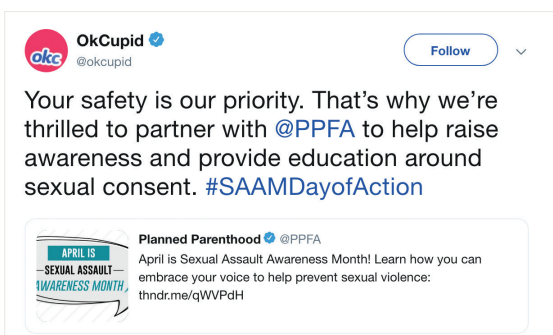 OkCupid
@okcupid
Follow
okc
Your safety is our priority. That's why we're
thrilled to partner with @PPFA to help raise
awareness and provide education around
sexual consent. #SAAMDayofAction
Planned Parenthood @PPFA
April is Sexual Assault Awareness Month! Learn how you can
embrace your voice to help prevent sexual violence:
thndr.me/qWVPdH
APRIL IS
SEXUAL ASSAULT
AWARENESS MONTH